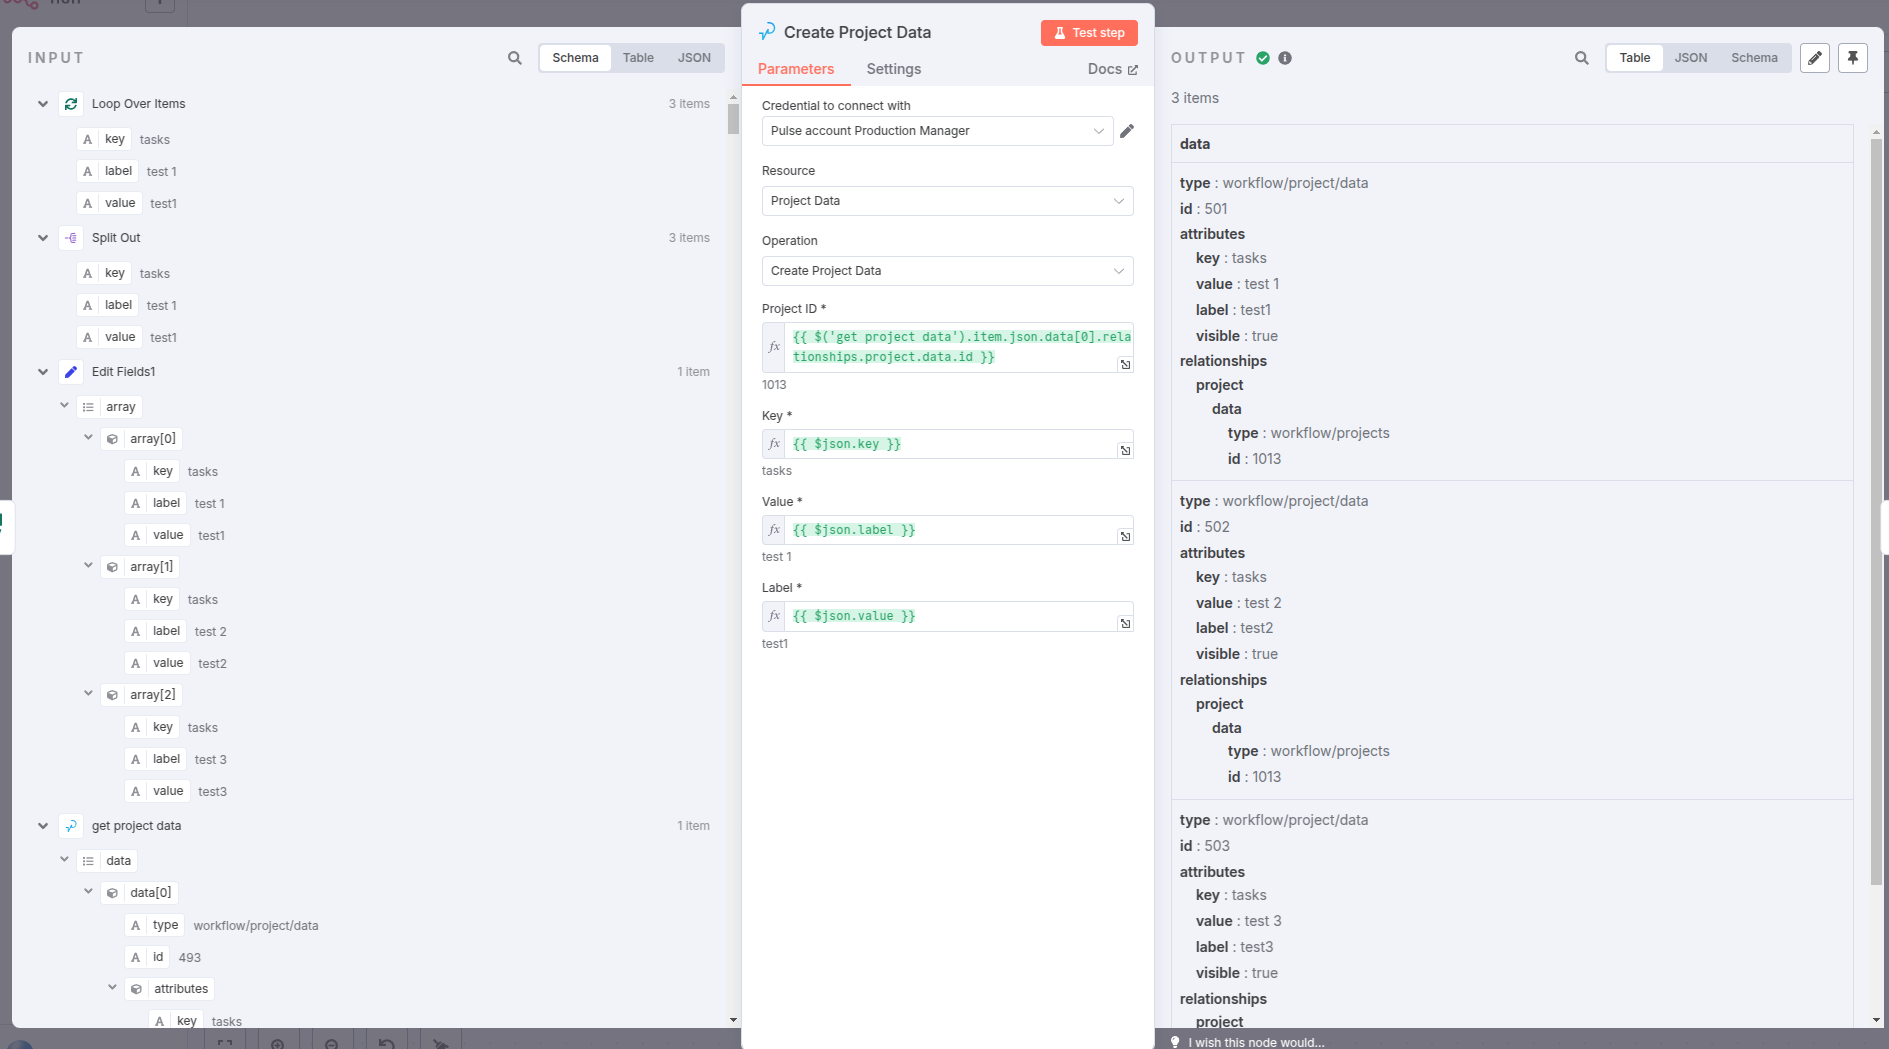 INPUT
Schema
Table
JSON
Loop Over Items
3 items
A key tasks
A label test 1
A value test1
Split Out
3 items
A key tasks
A label test 1
A value test1
Edit Fields1
1 item
array
array[0]
A key tasks
A label test 1
A value test1
array[1]
A key tasks
A label test 2
A value test2
array[2]
A key tasks
A label test 3
A value test3
get project data
1 item
data
data[0]
A type workflow/project/data
A id 493
attributes
A key tasks
Create Project Data
Test step
Parameters
Settings
Docs
Credential to connect with
Pulse account Production Manager
Resource
Project Data
Operation
Create Project Data
Project ID *
fx {{ $('get project data').item.json.data[0].rela
tionships.project.data.id }}
1013
Key *
fx {{ $json.key }}
tasks
Value *
fx {{ $json.label }}
test 1
Label *
fx {{ $json.value }}
test1
OUTPUT
Table
JSON
Schema
3 items
data
type : workflow/project/data
id : 501
attributes
key : tasks
value : test 1
label : test1
visible : true
relationships
project
data
type : workflow/projects
id : 1013
type : workflow/project/data
id : 502
attributes
key : tasks
value : test 2
label : test2
visible : true
relationships
project
data
type : workflow/projects
id : 1013
type : workflow/project/data
id : 503
attributes
key : tasks
value : test 3
label : test3
visible : true
relationships
project
I wish this node would...